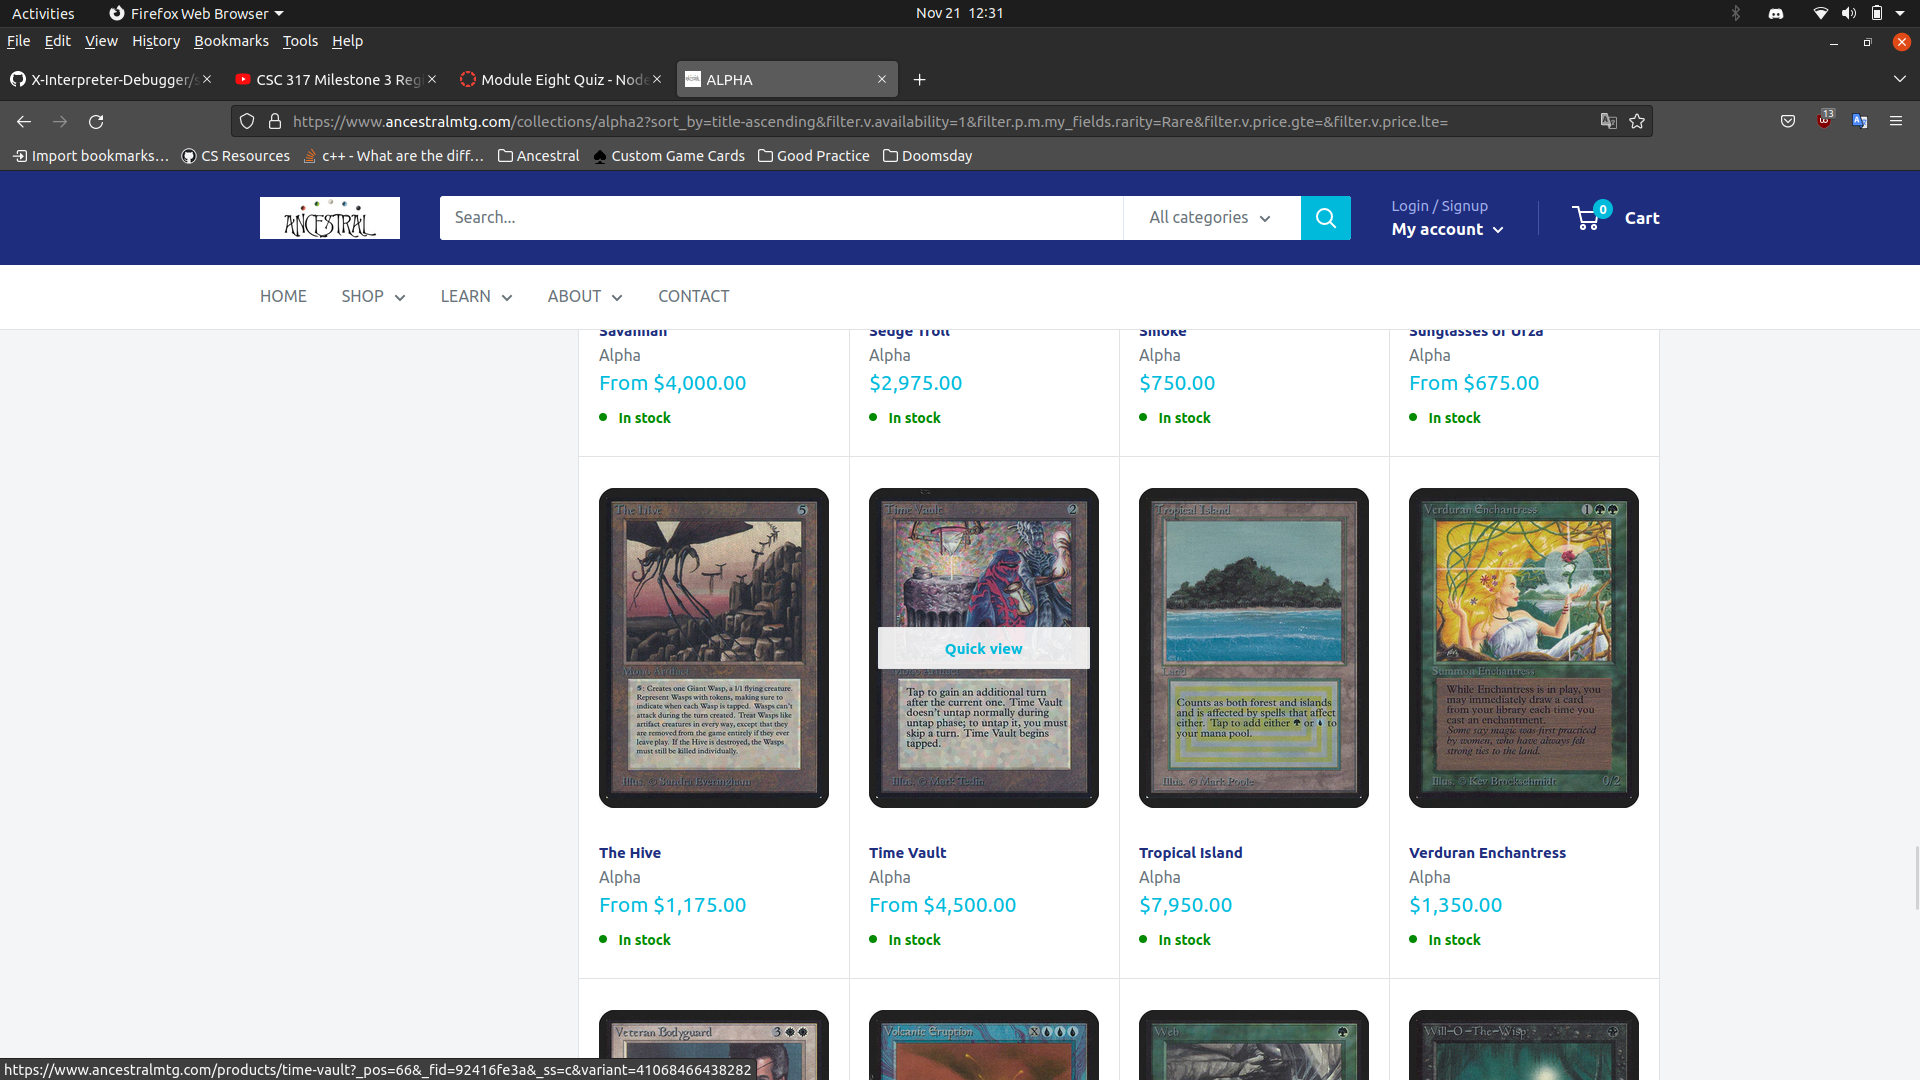 Activities
Firefox Web Browser
Nov 21 12:31
File Edit View History Bookmarks Tools Help
X-Interpreter-Debugger/s
CSC 317 Milestone 3 Regi
Module Eight Quiz - Node
ALPHA
https://www.ancestralmtg.com/collections/alpha2?sort_by=title-ascending&filter.v.availability=1&filter.p.m.my_fields.rarity=Rare&filter.v.price.gte=&filter.v.price.lte=
13
Import bookmarks...
CS Resources
c++ - What are the diff...
Ancestral
Custom Game Cards
Good Practice
Doomsday
ANCESTRAL
Search...
All categories
Login / Signup
My account
0
Cart
HOME SHOP LEARN ABOUT CONTACT
Savannah
Alpha
From $4,000.00
In stock
Sedge Troll
Alpha
$2,975.00
In stock
Smoke
Alpha
$750.00
In stock
Sunglasses of Urza
Alpha
From $675.00
In stock
The Hive 5
Mono Artifact
5: Creates one Giant Wasp, a 1/1 flying creature.
Represent Wasps with tokens, making sure to
indicate when each Wasp is tapped. Wasps can't
attack during the turn created. Treat Wasps like
artifact creatures in every way, except that they
are removed from the game entirely if they ever
leave play. If the Hive is destroyed, the Wasps
must still be killed individually.
Illus. © Sandra Everingham
The Hive
Alpha
From $1,175.00
In stock
Time Vault 2
Quick view
Mono Artifact
Tap to gain an additional turn
after the current one. Time Vault
doesn't untap normally during
untap phase; to untap it, you must
skip a turn. Time Vault begins
tapped.
Illus. © Mark Tedin
Time Vault
Alpha
From $4,500.00
In stock
Tropical Island
Land
Counts as both forest and islands
and is affected by spells that affect
either. Tap to add either or to
your mana pool.
Illus. © Mark Poole
Tropical Island
Alpha
$7,950.00
In stock
Verduran Enchantress 1
Summon Enchantress
While Enchantress is in play, you
may immediately draw a card
from your library each time you
cast an enchantment.
Some say magic was first practiced
by women, who have always felt
strong ties to the land.
Illus. © Kev Brockschmidt 0/2
Verduran Enchantress
Alpha
$1,350.00
In stock
Veteran Bodyguard 3
Volcanic Eruption X
Web
Will-O-The-Wisp
https://www.ancestralmtg.com/products/time-vault?_pos=66&_fid=92416fe3a&_ss=c&variant=41068466438282